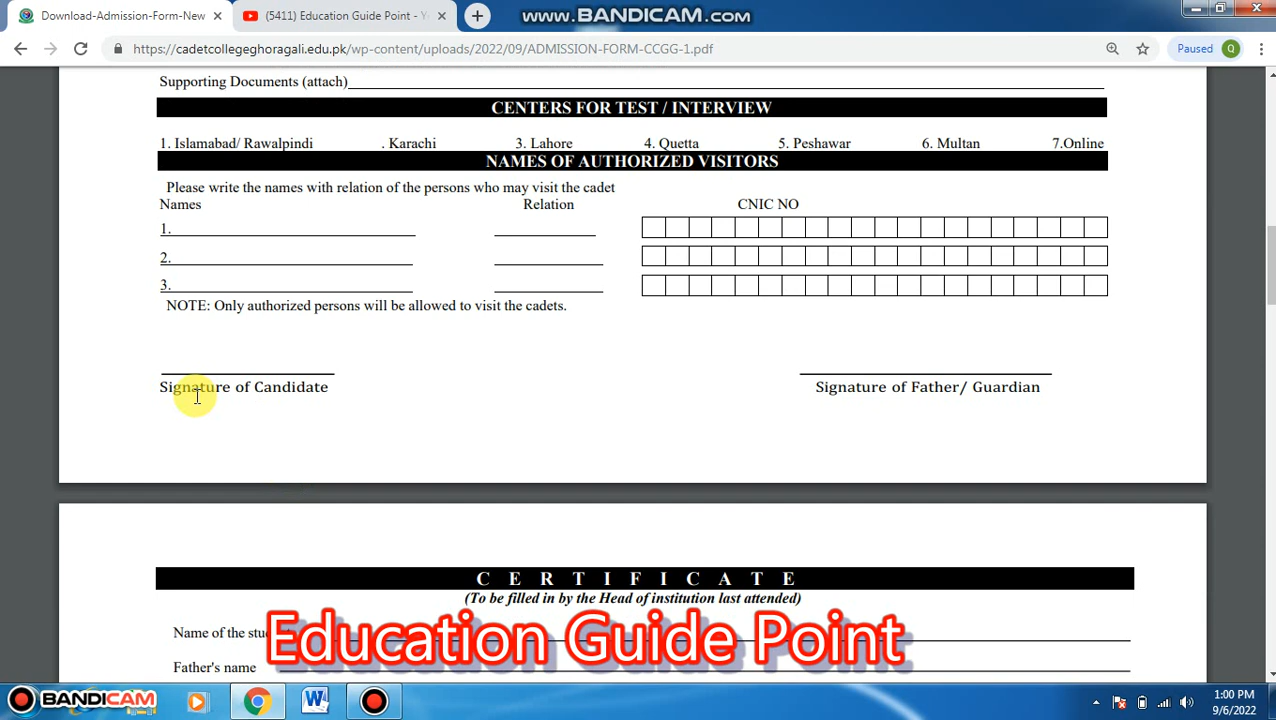 Download-Admission-Form-New
(5411) Education Guide Point - Y
www.BANDICAM.com
https://cadetcollegeghoragali.edu.pk/wp-content/uploads/2022/09/ADMISSION-FORM-CCGG-1.pdf
Paused Q
Supporting Documents (attach)
CENTERS FOR TEST / INTERVIEW
1. Islamabad/ Rawalpindi . Karachi 3. Lahore 4. Quetta 5. Peshawar 6. Multan 7.Online
NAMES OF AUTHORIZED VISITORS
Please write the names with relation of the persons who may visit the cadet
Names Relation CNIC NO
1.
2.
3.
NOTE: Only authorized persons will be allowed to visit the cadets.
Signature of Candidate Signature of Father/ Guardian
C E R T I F I C A T E
(To be filled in by the Head of institution last attended)
Name of the stu
Father's name
Education Guide Point
BANDICAM
1:00 PM
9/6/2022